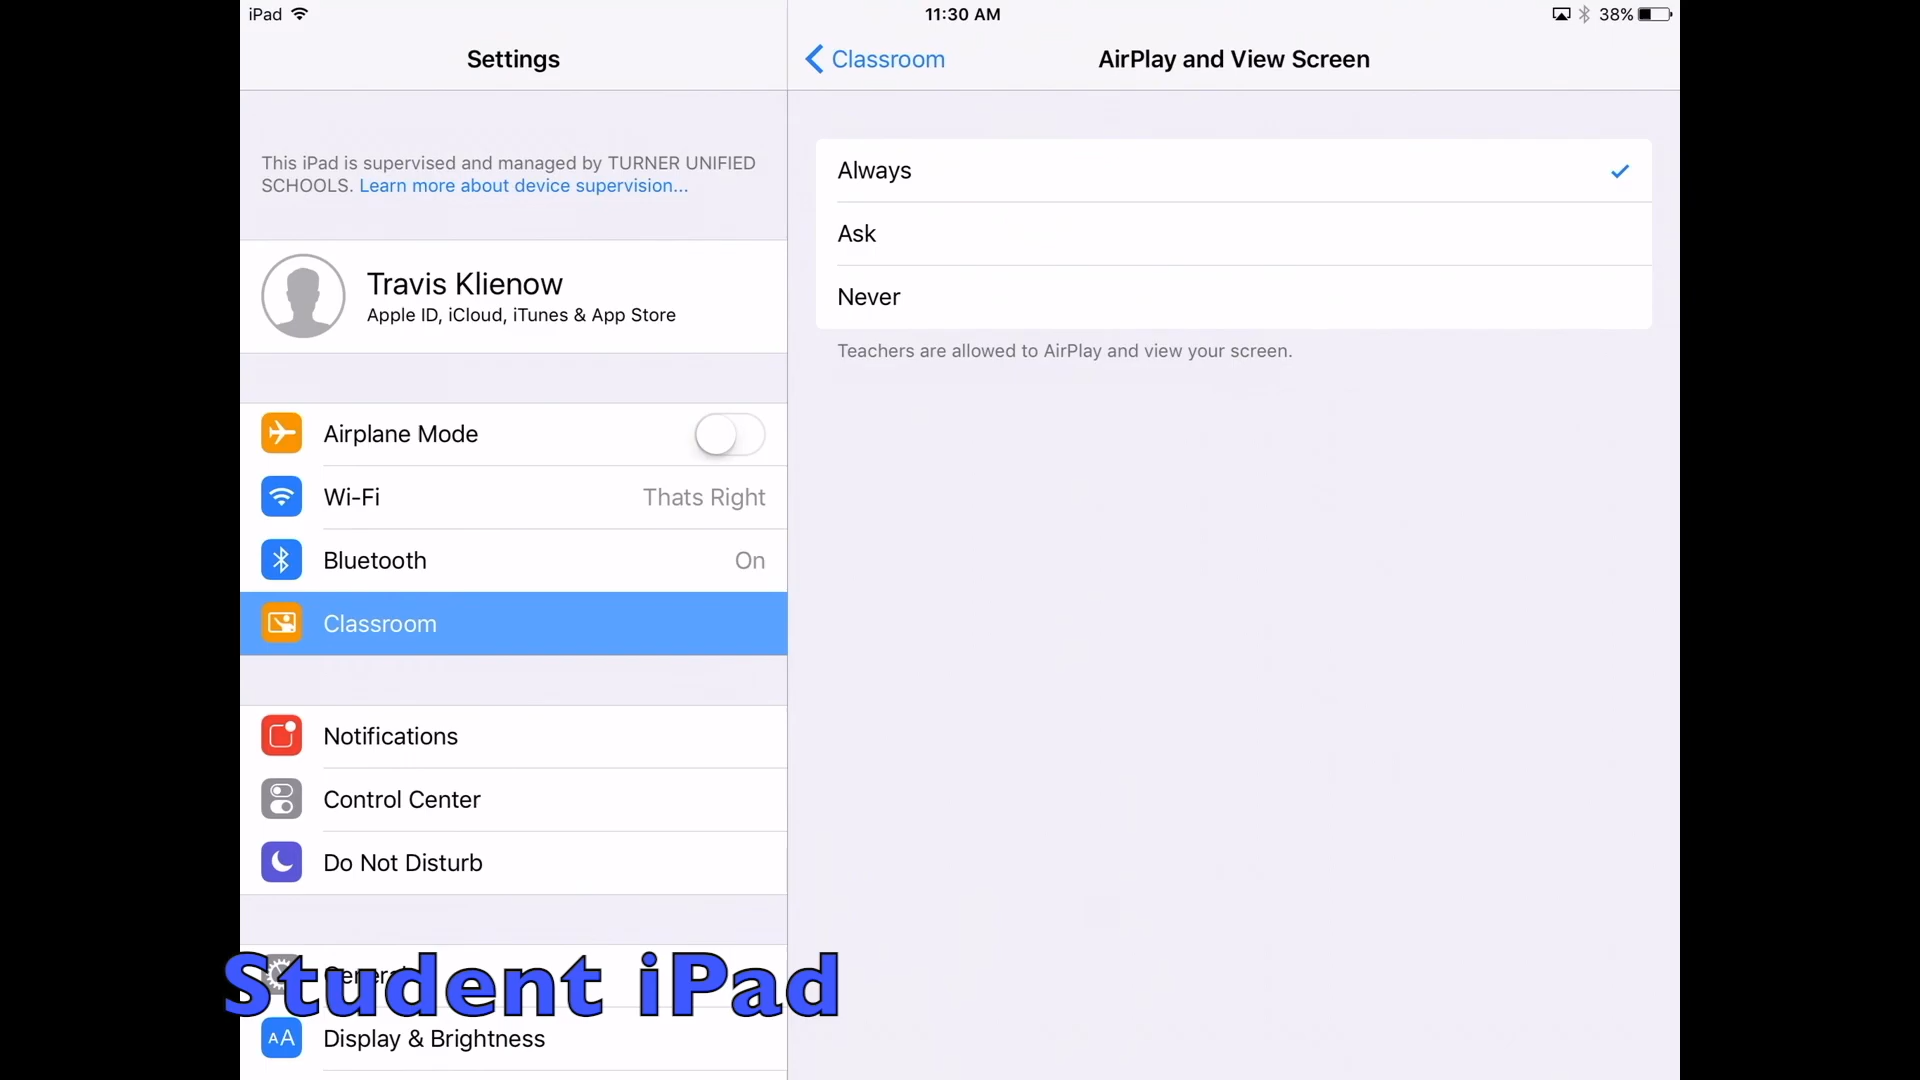 iPad
11:30 AM
38%
Settings
Classroom
AirPlay and View Screen
This iPad is supervised and managed by TURNER UNIFIED
SCHOOLS. Learn more about device supervision...
Travis Klienow
Apple ID, iCloud, iTunes & App Store
Airplane Mode
Wi-Fi
Thats Right
Bluetooth
On
Classroom
Notifications
Control Center
Do Not Disturb
General
Display & Brightness
AA
Always
Ask
Never
Teachers are allowed to AirPlay and view your screen.
Student iPad